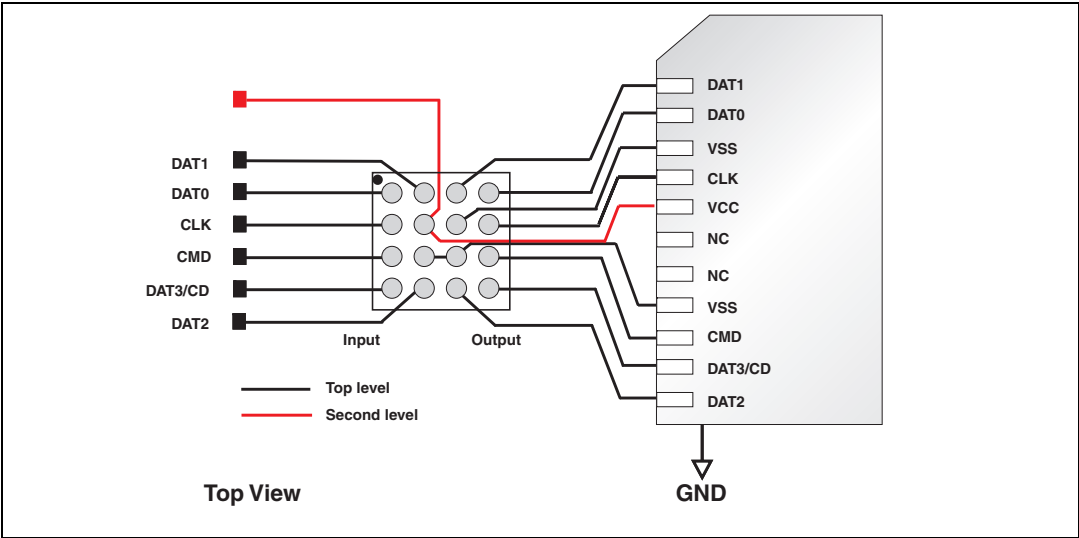 DAT1
DAT0
CLK
CMD
DAT3/CD
DAT2
Input
Output
Top level
Second level
Top View
DAT1
DAT0
VSS
CLK
VCC
NC
NC
VSS
CMD
DAT3/CD
DAT2
GND